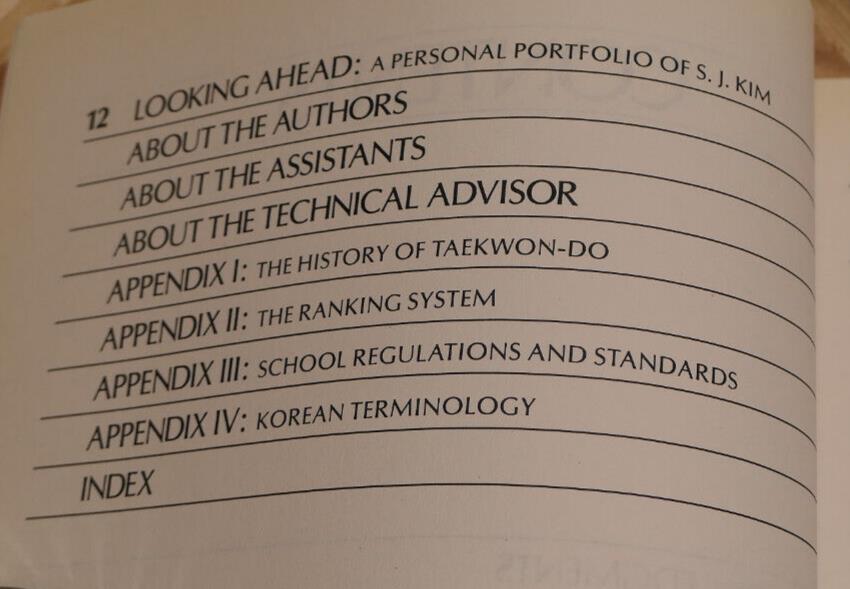 12 LOOKING AHEAD: A PERSONAL PORTFOLIO OF S. J. KIM
ABOUT THE AUTHORS
ABOUT THE ASSISTANTS
ABOUT THE TECHNICAL ADVISOR
APPENDIX I: THE HISTORY OF TAEKWON-DO
APPENDIX II: THE RANKING SYSTEM
APPENDIX III: SCHOOL REGULATIONS AND STANDARDS
APPENDIX IV: KOREAN TERMINOLOGY
INDEX